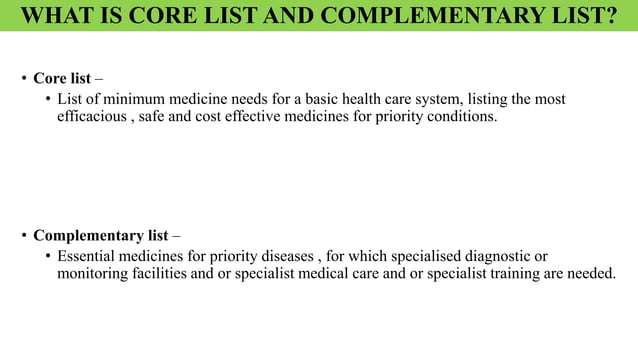 WHAT IS CORE LIST AND COMPLEMENTARY LIST?
• Core list –
• List of minimum medicine needs for a basic health care system, listing the most
efficacious , safe and cost effective medicines for priority conditions.
• Complementary list –
• Essential medicines for priority diseases , for which specialised diagnostic or
monitoring facilities and or specialist medical care and or specialist training are needed.